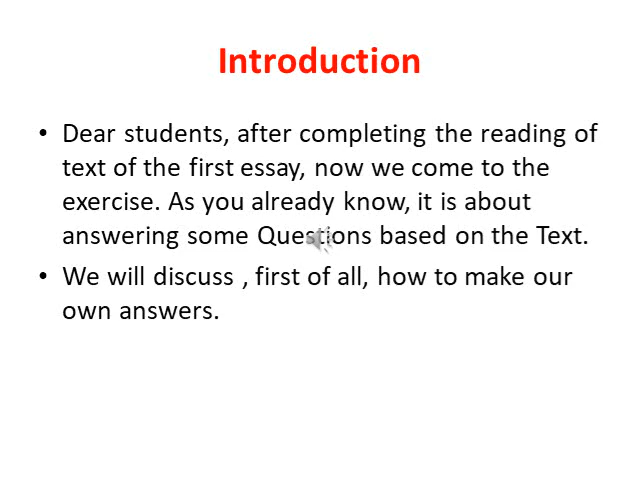 Introduction
• Dear students, after completing the reading of
text of the first essay, now we come to the
exercise. As you already know, it is about
answering some Questions based on the Text.
• We will discuss , first of all, how to make our
own answers.